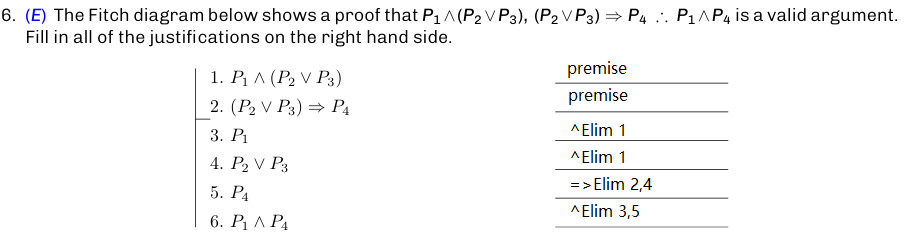 6. (E) The Fitch diagram below shows a proof that P₁∧(P₂∨P₃), (P₂∨P₃)⇒P₄ ∴ P₁∧P₄ is a valid argument.
Fill in all of the justifications on the right hand side.
1. P₁ ∧ (P₂ ∨ P₃) premise
2. (P₂ ∨ P₃) ⇒ P₄ premise
3. P₁ ^Elim 1
4. P₂ ∨ P₃ ^Elim 1
5. P₄ =>Elim 2,4
6. P₁ ∧ P₄ ^Elim 3,5